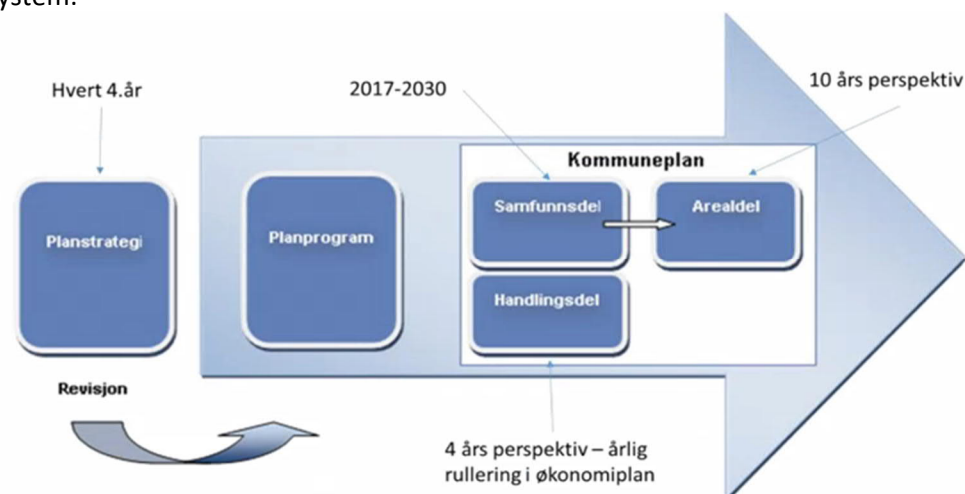 ystem.
Hvert 4.år
2017-2030
10 års perspektiv
Kommuneplan
Planstrategi
Planprogram
Samfunnsdel
Arealdel
Handlingsdel
Revisjon
4 års perspektiv – årlig
rullering i økonomiplan